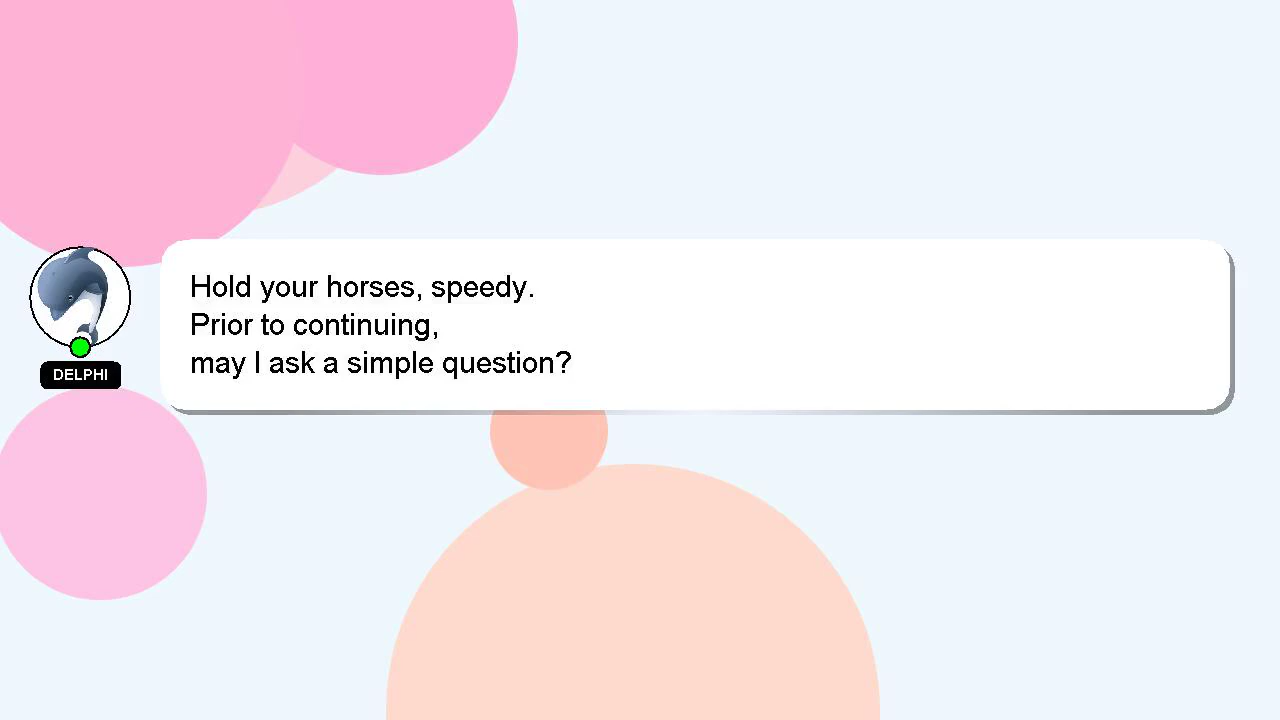 Hold your horses, speedy.
Prior to continuing,
may I ask a simple question?
DELPHI